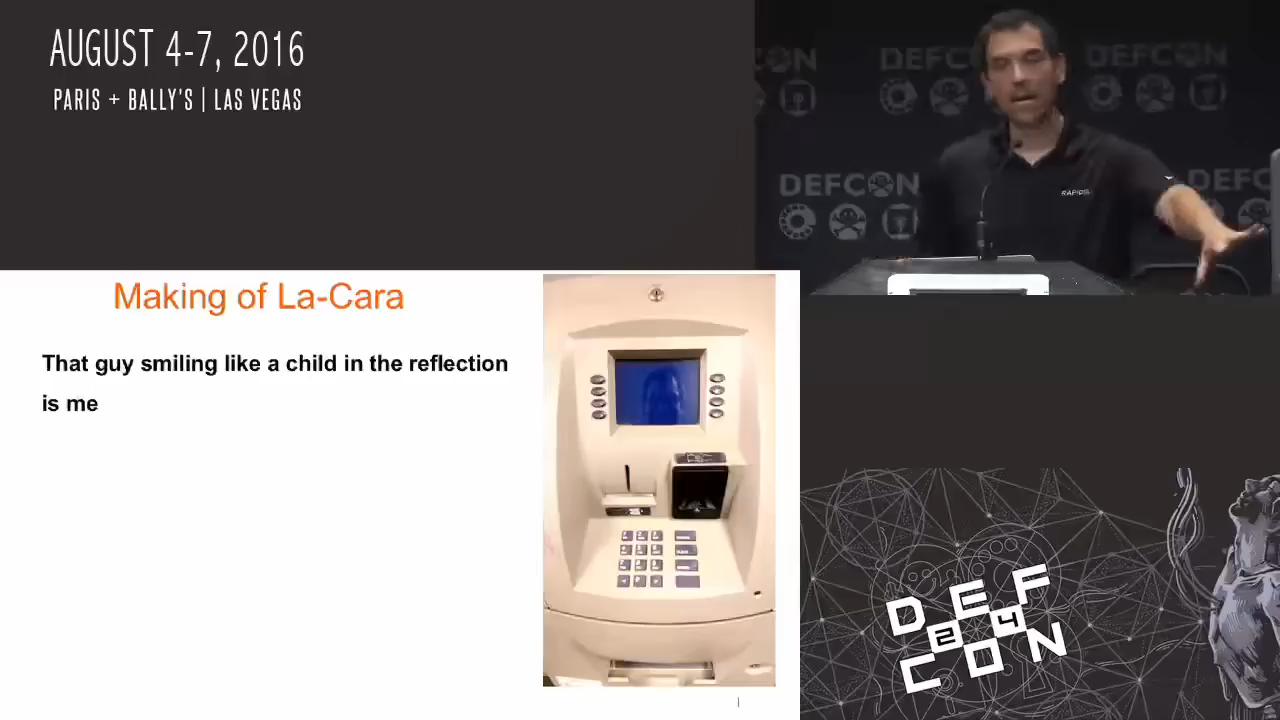 AUGUST 4-7, 2016
PARIS + BALLY'S | LAS VEGAS
DEFCON
DEFCON
DEFCON
RAPID7
Making of La-Cara
That guy smiling like a child in the reflection
is me
DEF
24
CON